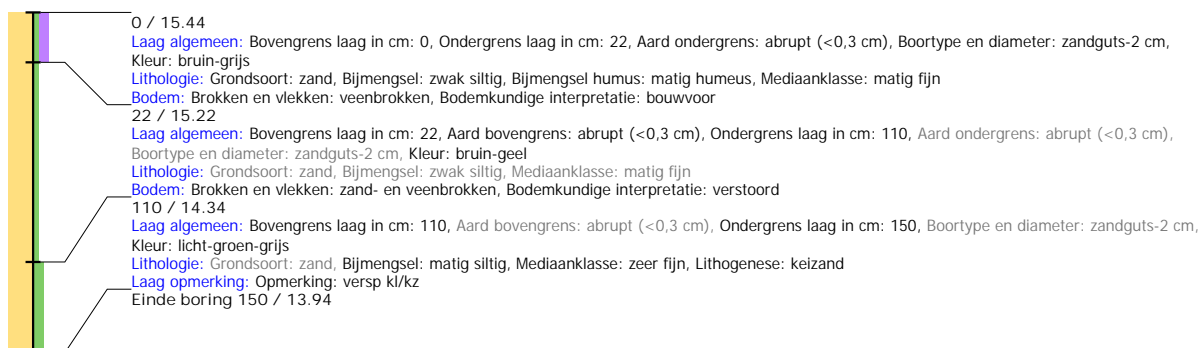 0 / 15.44
Laag algemeen: Bovengrens laag in cm: 0, Ondergrens laag in cm: 22, Aard ondergrens: abrupt (<0,3 cm), Boortype en diameter: zandguts-2 cm,
Kleur: bruin-grijs
Lithologie: Grondsoort: zand, Bijmengsel: zwak siltig, Bijmengsel humus: matig humeus, Mediaanklasse: matig fijn
Bodem: Brokken en vlekken: veenbrokken, Bodemkundige interpretatie: bouwvoor
22 / 15.22
Laag algemeen: Bovengrens laag in cm: 22, Aard bovengrens: abrupt (<0,3 cm), Ondergrens laag in cm: 110, Aard ondergrens: abrupt (<0,3 cm),
Boortype en diameter: zandguts-2 cm, Kleur: bruin-geel
Lithologie: Grondsoort: zand, Bijmengsel: zwak siltig, Mediaanklasse: matig fijn
Bodem: Brokken en vlekken: zand- en veenbrokken, Bodemkundige interpretatie: verstoord
110 / 14.34
Laag algemeen: Bovengrens laag in cm: 110, Aard bovengrens: abrupt (<0,3 cm), Ondergrens laag in cm: 150, Boortype en diameter: zandguts-2 cm,
Kleur: licht-groen-grijs
Lithologie: Grondsoort: zand, Bijmengsel: matig siltig, Mediaanklasse: zeer fijn, Lithogenese: keizand
Laag opmerking: Opmerking: versp kl/kz
Einde boring 150 / 13.94